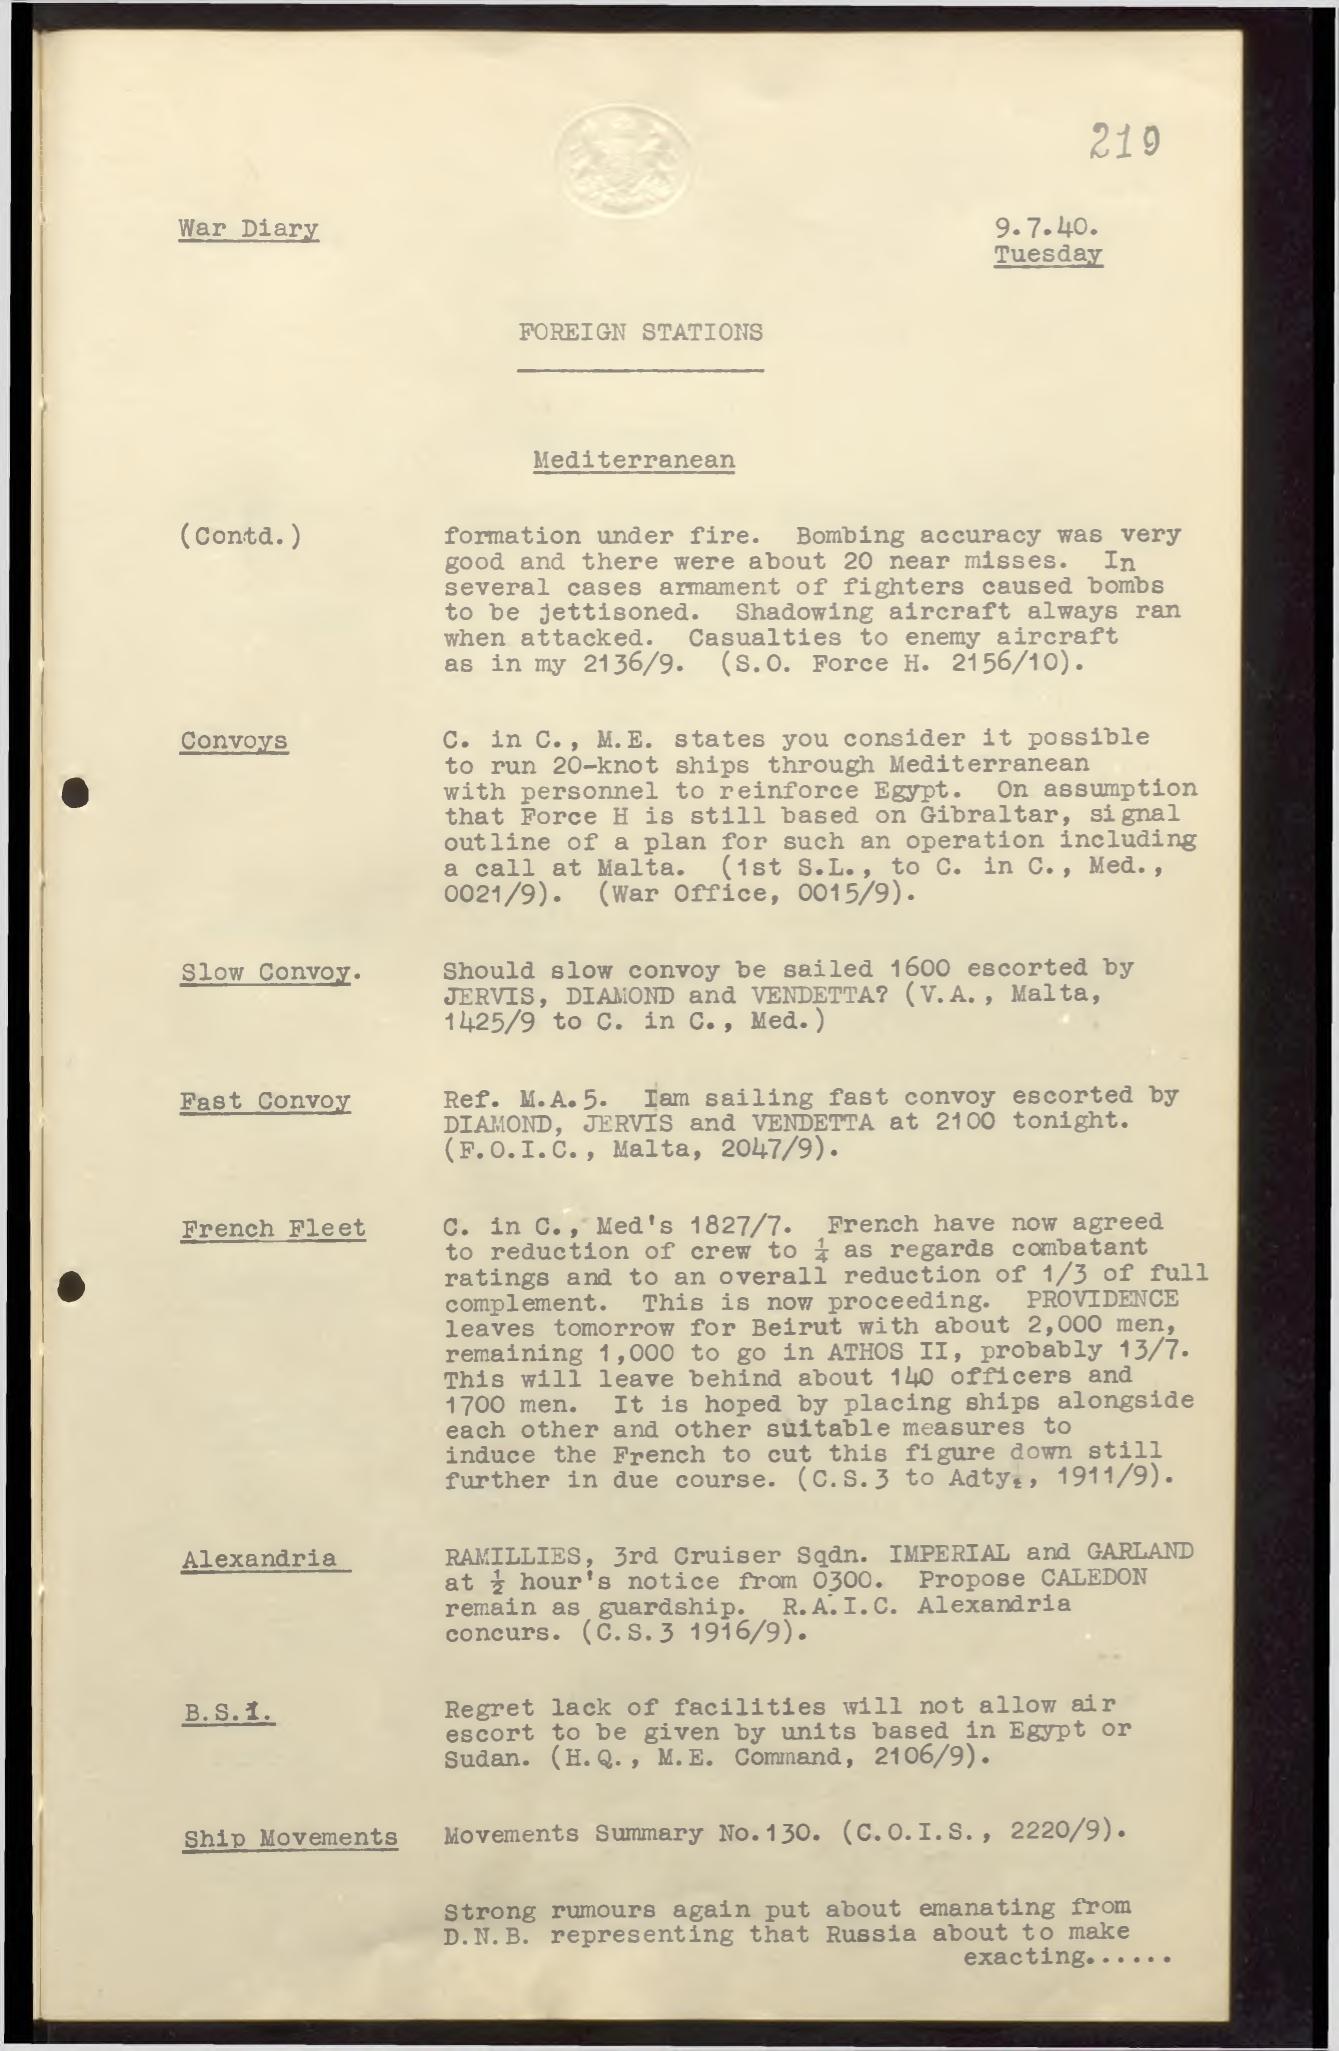 219
War Diary
9.7.40.
Tuesday
FOREIGN STATIONS
Mediterranean
(Contd.)
formation under fire. Bombing accuracy was very
good and there were about 20 near misses. In
several cases armament of fighters caused bombs
to be jettisoned. Shadowing aircraft always ran
when attacked. Casualties to enemy aircraft
as in my 2136/9. (S.O. Force H. 2156/10).
Convoys
C. in C., M.E. states you consider it possible
to run 20-knot ships through Mediterranean
with personnel to reinforce Egypt. On assumption
that Force H is still based on Gibraltar, signal
outline of a plan for such an operation including
a call at Malta. (1st S.L., to C. in C., Med.,
0021/9). (War Office, 0015/9).
Slow Convoy.
Should slow convoy be sailed 1600 escorted by
JERVIS, DIAMOND and VENDETTA? (V.A., Malta,
1425/9 to C. in C., Med.)
Fast Convoy
Ref. M.A.5. Iam sailing fast convoy escorted by
DIAMOND, JERVIS and VENDETTA at 2100 tonight.
(F.O.I.C., Malta, 2047/9).
French Fleet
C. in C., Med's 1827/7. French have now agreed
to reduction of crew to ¼ as regards combatant
ratings and to an overall reduction of 1/3 of full
complement. This is now proceeding. PROVIDENCE
leaves tomorrow for Beirut with about 2,000 men,
remaining 1,000 to go in ATHOS II, probably 13/7.
This will leave behind about 140 officers and
1700 men. It is hoped by placing ships alongside
each other and other suitable measures to
induce the French to cut this figure down still
further in due course. (C.S.3 to Adty., 1911/9).
Alexandria
RAMILLIES, 3rd Cruiser Sqdn. IMPERIAL and GARLAND
at ½ hour's notice from 0300. Propose CALEDON
remain as guardship. R.A.I.C. Alexandria
concurs. (C.S.3 1916/9).
B.S.1.
Regret lack of facilities will not allow air
escort to be given by units based in Egypt or
Sudan. (H.Q., M.E. Command, 2106/9).
Ship Movements
Movements Summary No.130. (C.O.I.S., 2220/9).
Strong rumours again put about emanating from
D.N.B. representing that Russia about to make
exacting......